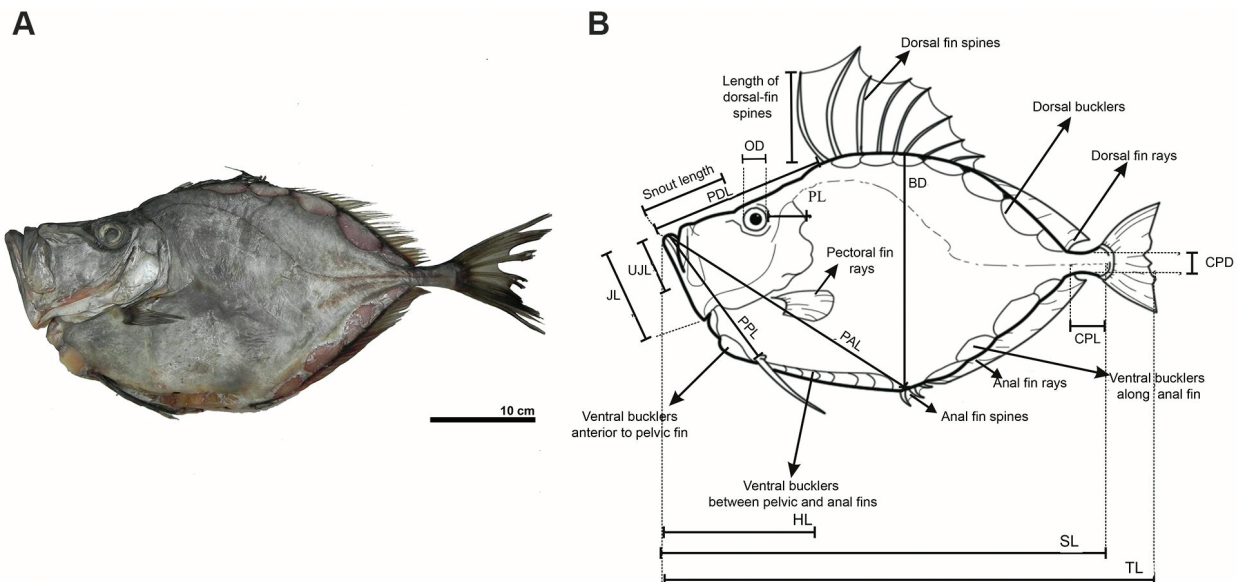 A
B
Dorsal fin spines
Length of
dorsal-fin
spines
Dorsal bucklers
OD
Dorsal fin rays
Snout length
PDL
BD
PL
UJL
JL
Pectoral fin
rays
CPD
PPL
PAL
CPL
Anal fin rays
Ventral bucklers
along anal fin
10 cm
Ventral bucklers
anterior to pelvic fin
Anal fin spines
Ventral bucklers
between pelvic and anal fins
HL
SL
TL